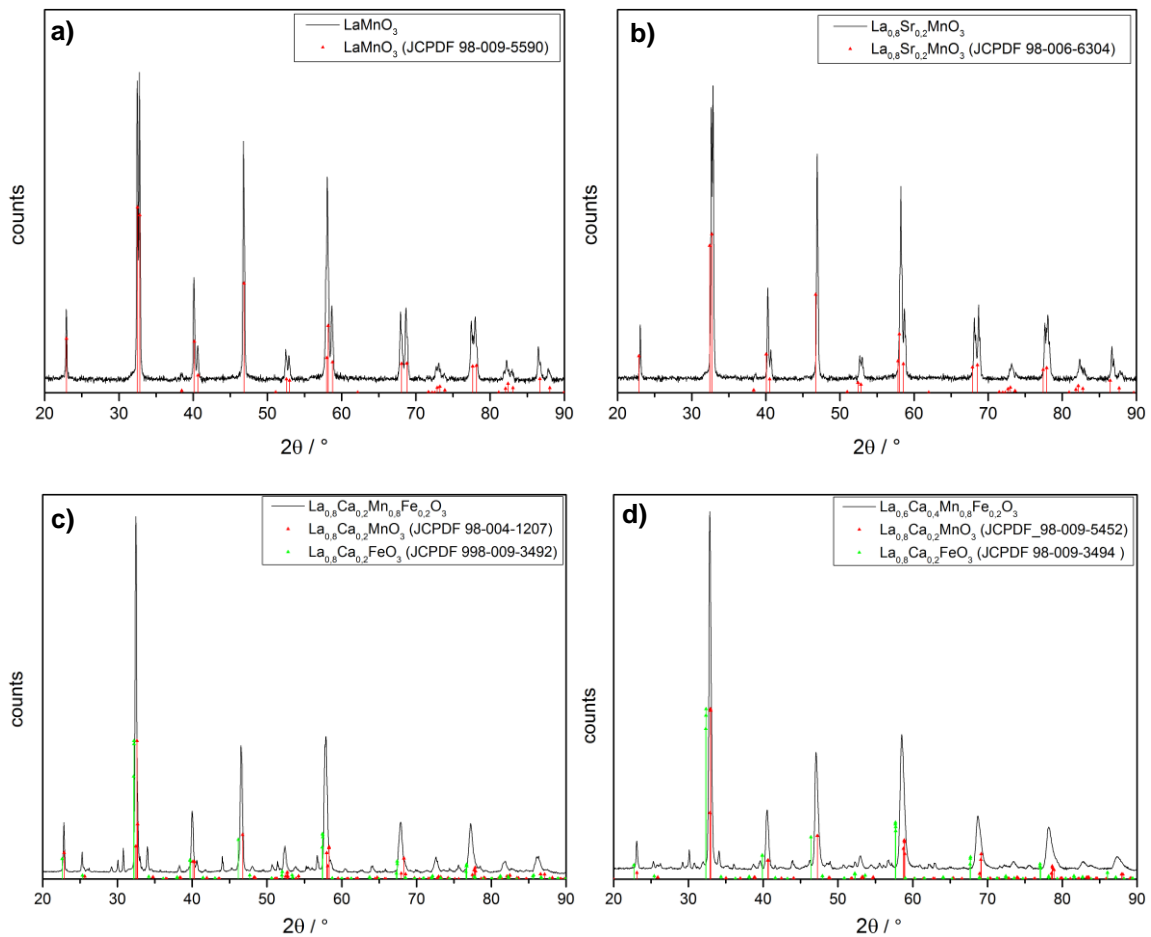 a)
LaMnO₃
LaMnO₃ (JCPDF 98-009-5590)
counts
20 30 40 50 60 70 80 90
2θ / °
b)
La₀,₈Sr₀,₂MnO₃
La₀,₈Sr₀,₂MnO₃ (JCPDF 98-006-6304)
counts
20 30 40 50 60 70 80 90
2θ / °
c)
La₀,₈Ca₀,₂Mn₀,₈Fe₀,₂O₃
La₀,₈Ca₀,₂MnO₃ (JCPDF 98-004-1207)
La₀,₈Ca₀,₂FeO₃ (JCPDF 998-009-3492)
counts
20 30 40 50 60 70 80 90
2θ / °
d)
La₀,₆Ca₀,₄Mn₀,₈Fe₀,₂O₃
La₀,₈Ca₀,₂MnO₃ (JCPDF_98-009-5452)
La₀,₈Ca₀,₂FeO₃ (JCPDF 98-009-3494 )
counts
20 30 40 50 60 70 80 90
2θ / °